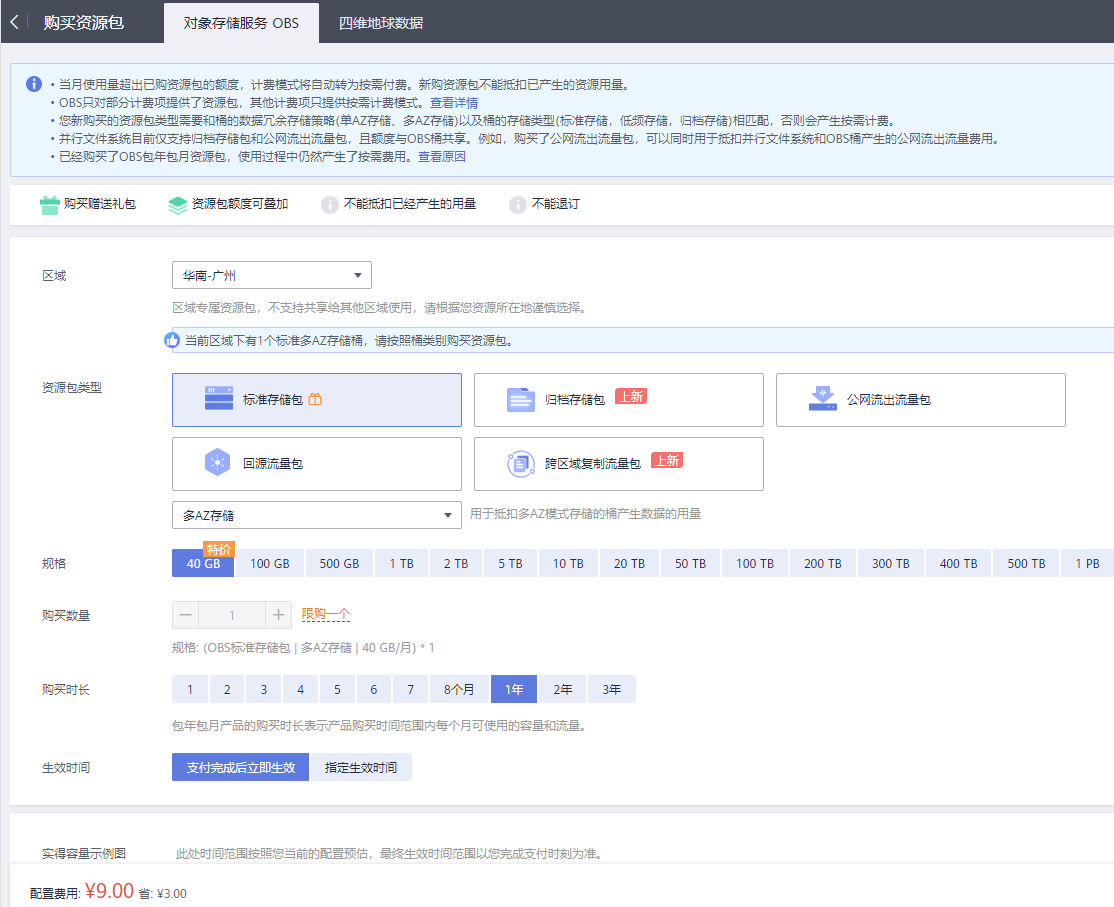 购买资源包
对象存储服务 OBS
四维地球数据
• 当月使用量超出已购资源包的额度，计费模式将自动转为按需付费。新购资源包不能抵扣已产生的资源用量。
• OBS只对部分计费项提供了资源包，其他计费项只提供按需计费模式。查看详情
• 您新购买的资源包类型需要和桶的数据冗余存储策略(单AZ存储、多AZ存储)以及桶的存储类型(标准存储，低频存储，归档存储)相匹配，否则会产生按需计费。
• 并行文件系统目前仅支持归档存储包和公网流出流量包，且额度与OBS桶共享。例如，购买了公网流出流量包，可以同时用于抵扣并行文件系统和OBS桶产生的公网流出流量费用。
• 已经购买了OBS包年包月资源包，使用过程中仍然产生了按需费用。查看原因
购买赠送礼包
资源包额度可叠加
不能抵扣已经产生的用量
不能退订
区域
华南-广州
区域专属资源包，不支持共享给其他区域使用，请根据您资源所在地谨慎选择。
当前区域下有1个标准多AZ存储桶，请按照桶类别购买资源包。
资源包类型
标准存储包
归档存储包
上新
公网流出流量包
回源流量包
跨区域复制流量包
上新
多AZ存储
用于抵扣多AZ模式存储的桶产生数据的用量
规格
特价
40 GB
100 GB
500 GB
1 TB
2 TB
5 TB
10 TB
20 TB
50 TB
100 TB
200 TB
300 TB
400 TB
500 TB
1 PB
购买数量
1
限购一个
规格: (OBS标准存储包 | 多AZ存储 | 40 GB/月) * 1
购买时长
1
2
3
4
5
6
7
8个月
1年
2年
3年
包年包月产品的购买时长表示产品购买时间范围内每个月可使用的容量和流量。
生效时间
支付完成后立即生效
指定生效时间
实得容量示例图
此处时间范围按照您当前的配置预估，最终生效时间范围以您完成支付时刻为准。
配置费用: ¥9.00 省: ¥3.00